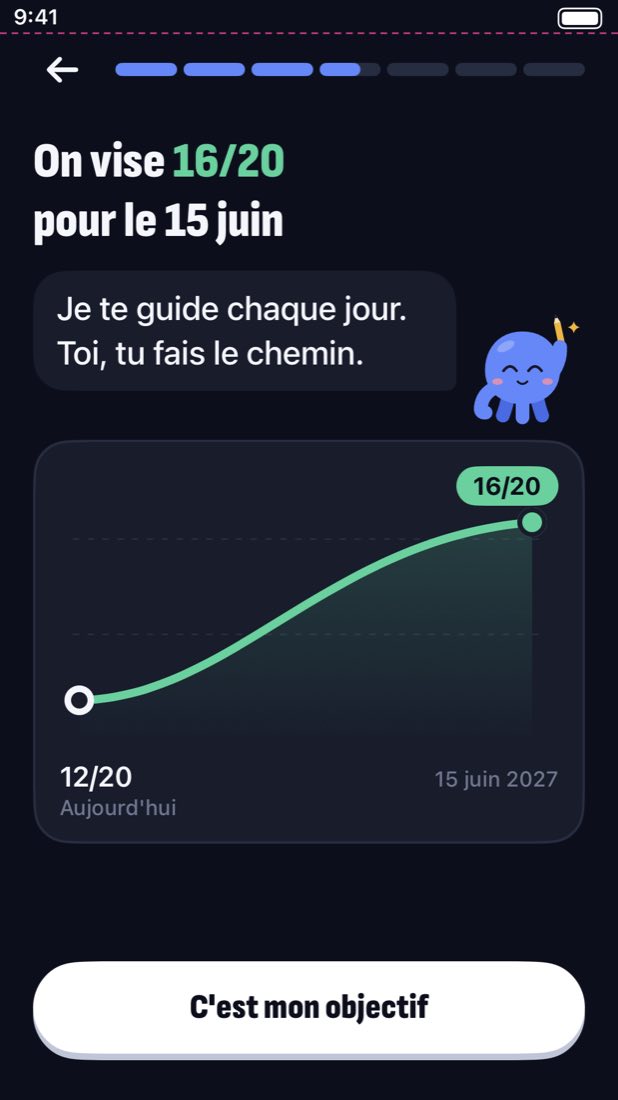 9:41
On vise 16/20
pour le 15 juin
Je te guide chaque jour.
Toi, tu fais le chemin.
16/20
12/20
Aujourd'hui
15 juin 2027
C'est mon objectif